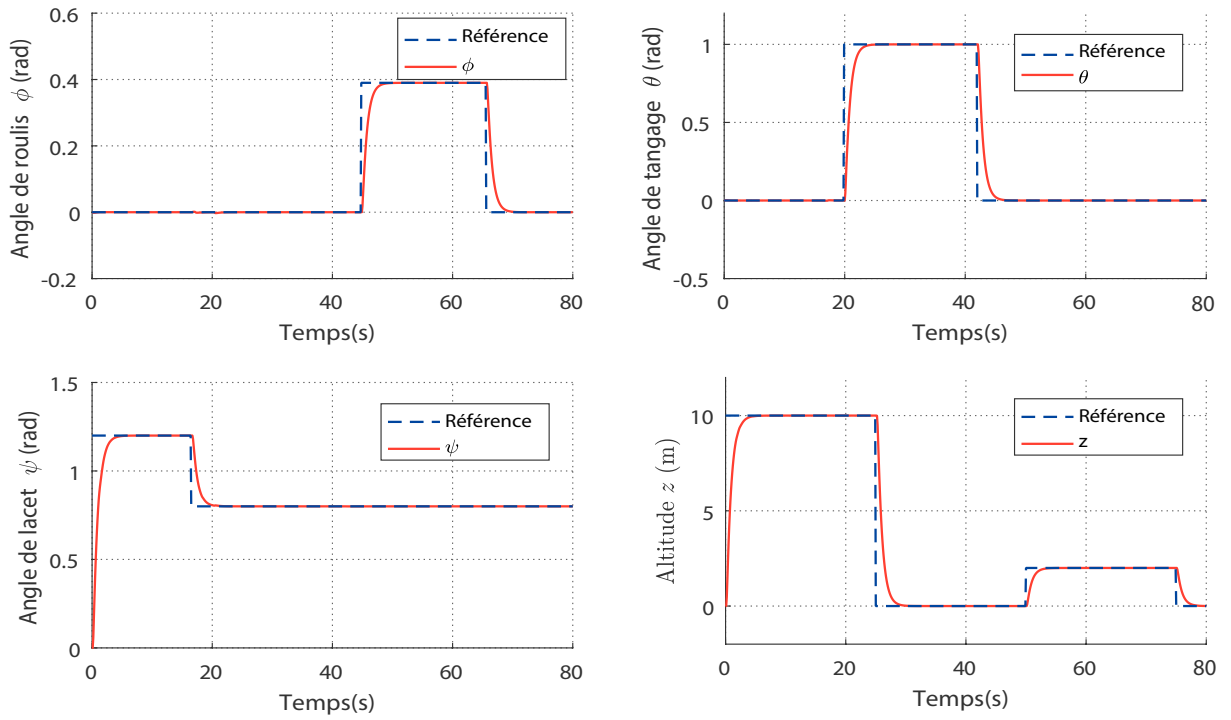 0.6
0.4
0.2
0
-0.2
0
20
40
60
80
Angle de roulis ϕ (rad)
Temps(s)
Référence
ϕ
1
0.5
0
-0.5
0
20
40
60
80
Angle de tangage θ (rad)
Temps(s)
Référence
θ
1.5
1
0.5
0
0
20
40
60
80
Angle de lacet ψ (rad)
Temps(s)
Référence
ψ
10
5
0
0
20
40
60
80
Altitude z (m)
Temps(s)
Référence
z